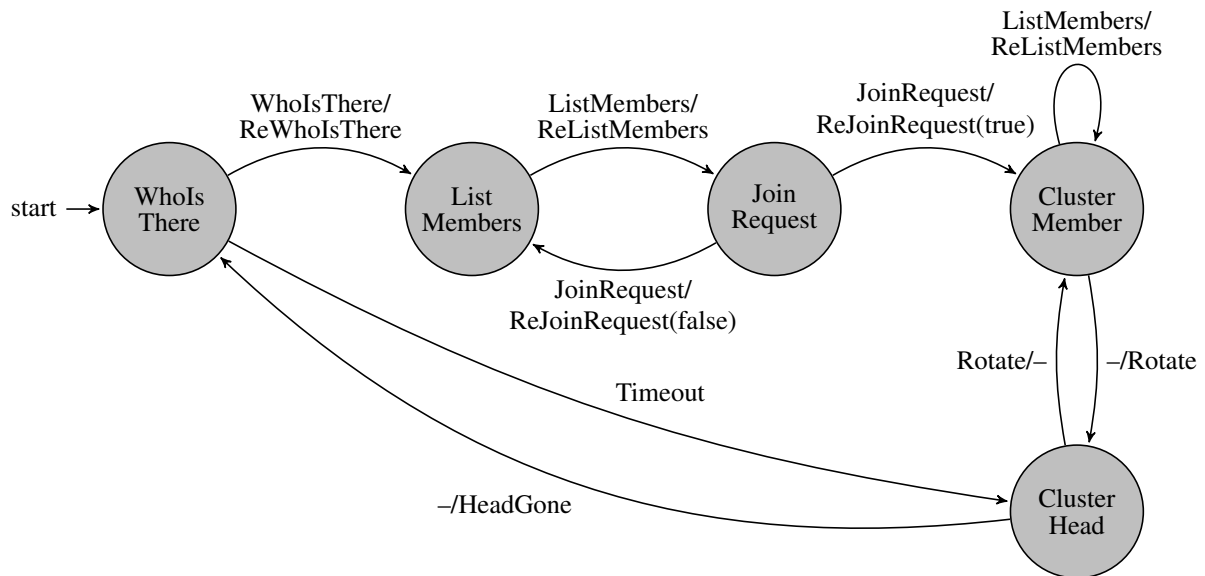 ListMembers/
ReListMembers
WhoIsThere/
ReWhoIsThere
ListMembers/
ReListMembers
JoinRequest/
ReJoinRequest(true)
start
WhoIs
There
List
Members
Join
Request
Cluster
Member
JoinRequest/
ReJoinRequest(false)
Rotate/–
–/Rotate
Timeout
–/HeadGone
Cluster
Head